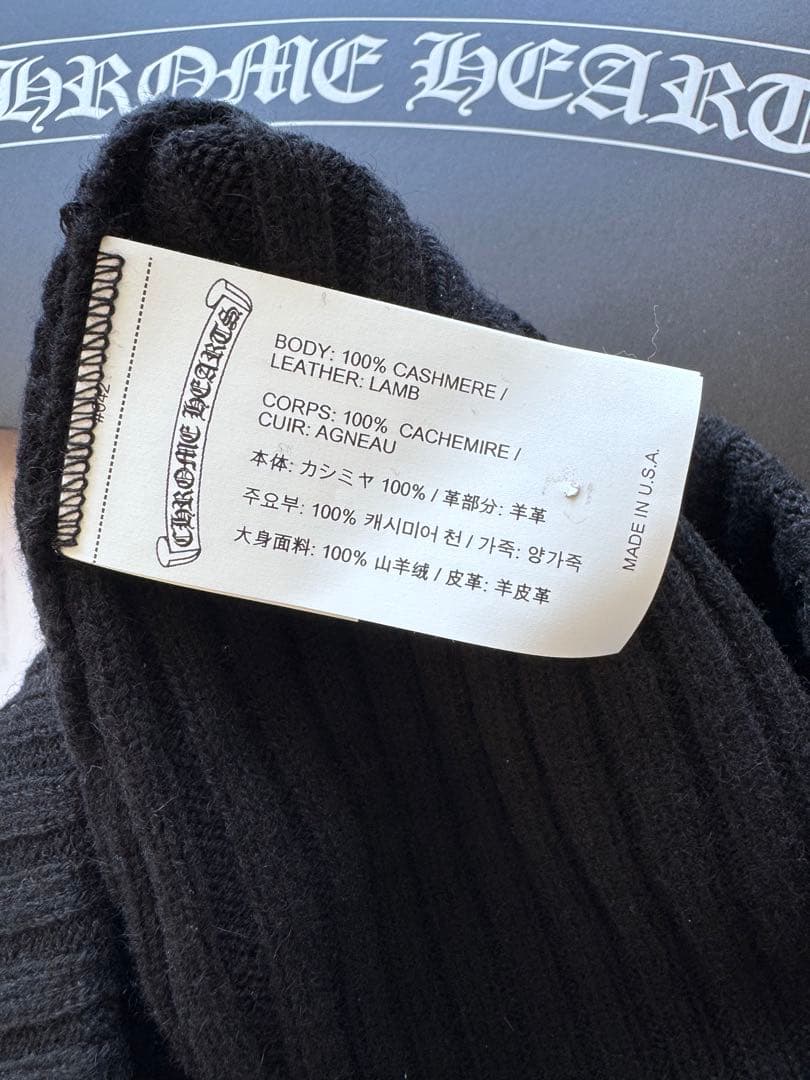 CHROME HEART
#042
CHROME HEARTS
BODY: 100% CASHMERE /
LEATHER: LAMB
CORPS: 100% CACHEMIRE /
CUIR: AGNEAU
本体: カシミヤ 100% / 革部分: 羊革
주요부: 100% 캐시미어 천 / 가죽: 양가죽
大身面料: 100% 山羊绒 / 皮革: 羊皮革
MADE IN U.S.A.